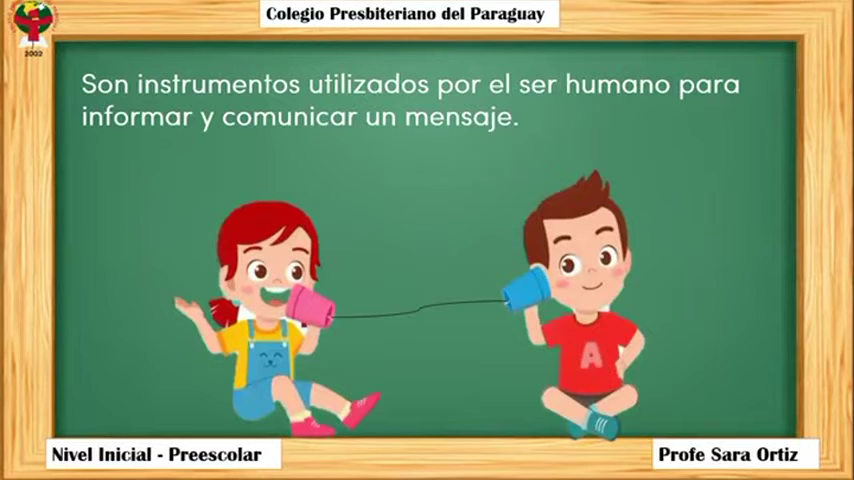 Colegio Presbiteriano del Paraguay
2002
Son instrumentos utilizados por el ser humano para
informar y comunicar un mensaje.
A
Nivel Inicial - Preescolar
Profe Sara Ortiz